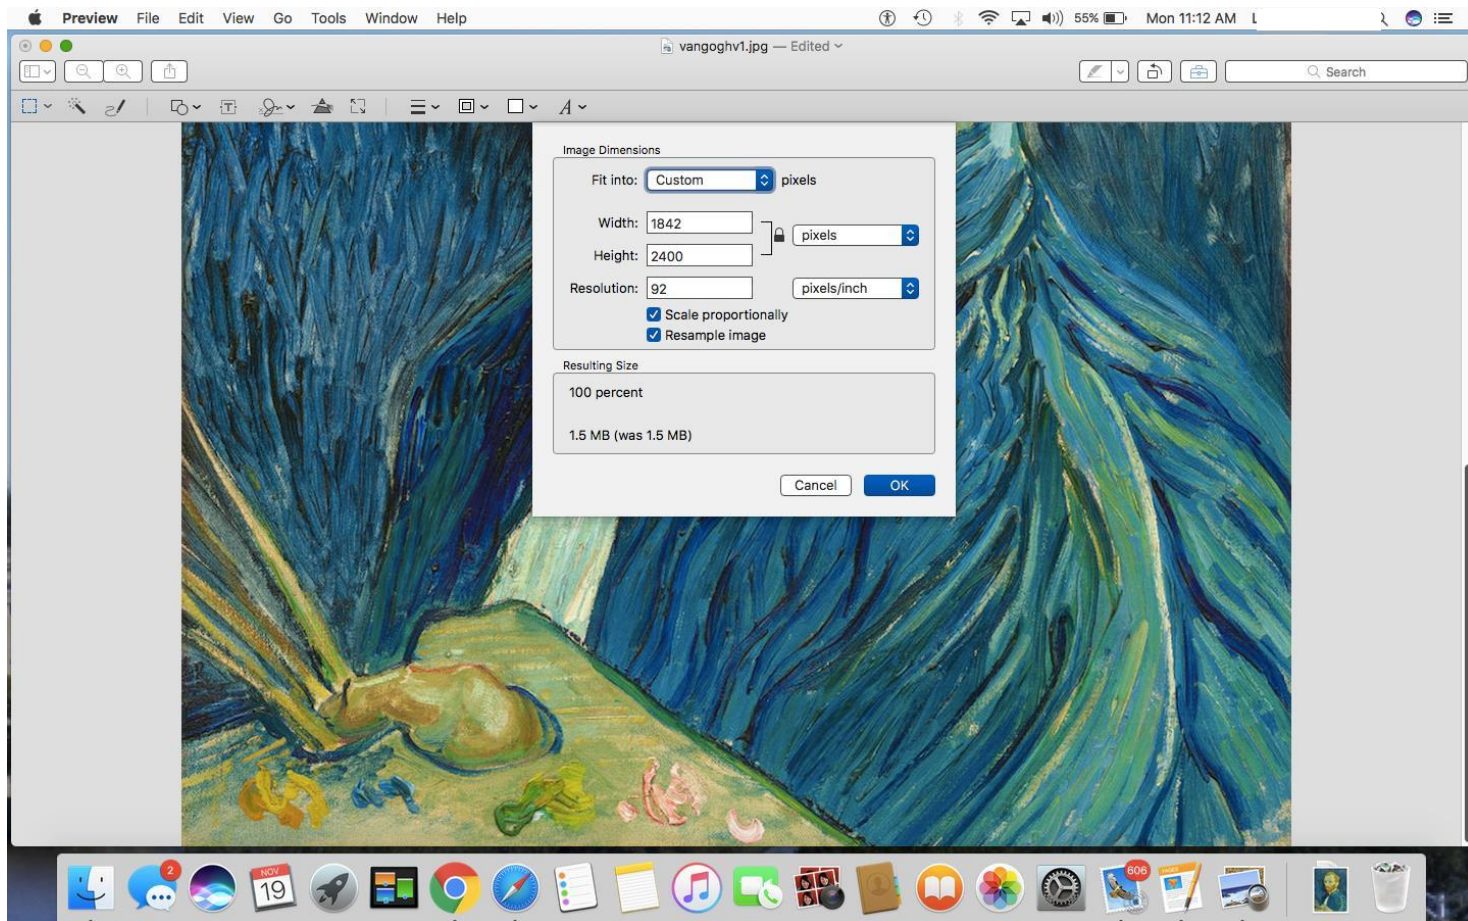 Preview File Edit View Go Tools Window Help 55% Mon 11:12 AM L
vangoghv1.jpg — Edited
Search
T A
Image Dimensions
Fit into: Custom pixels
Width: 1842
pixels
Height: 2400
Resolution: 92 pixels/inch
Scale proportionally
Resample image
Resulting Size
100 percent
1.5 MB (was 1.5 MB)
Cancel OK
2 NOV 19 606 PAGES